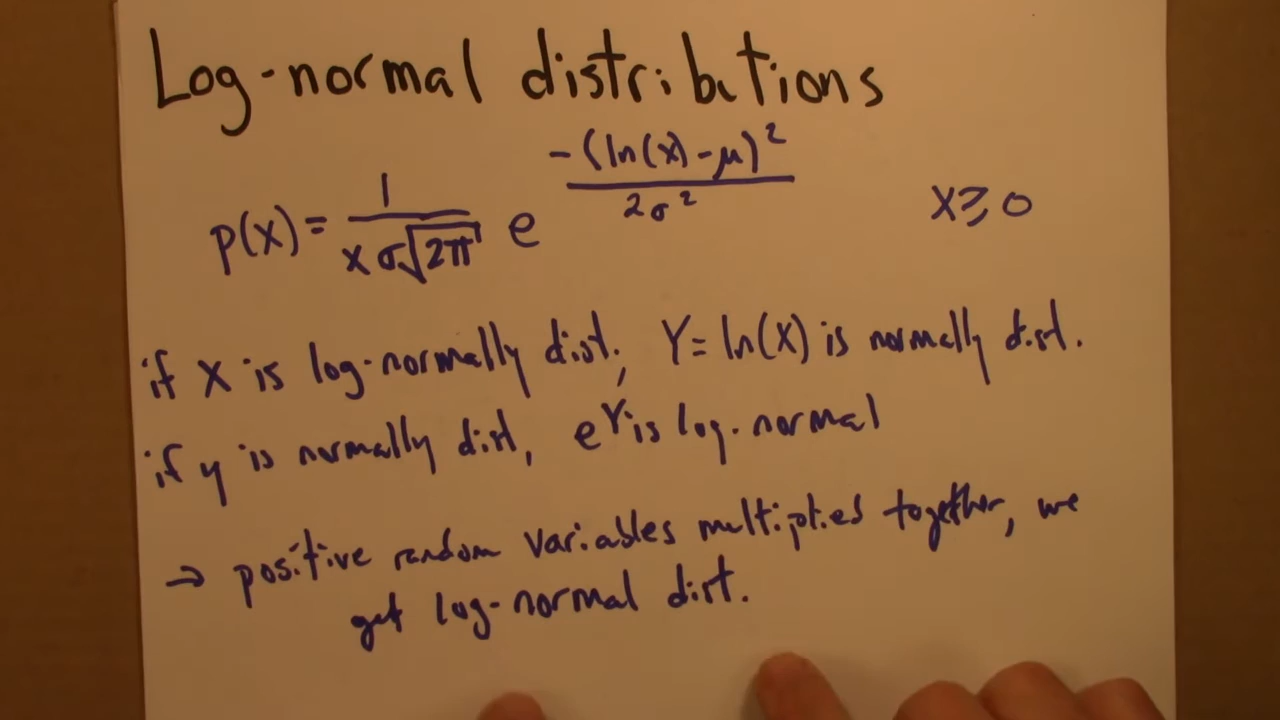 Log-normal distributions
p(x) = 1/(x σ√(2π)) e^(-(ln(x)-μ)²/(2σ²)) x ≥ 0
if X is log-normally dist., Y = ln(X) is normally dist.
if y is normally dist, e^Y is log-normal
→ positive random variables multiplied together, we
get log-normal dist.